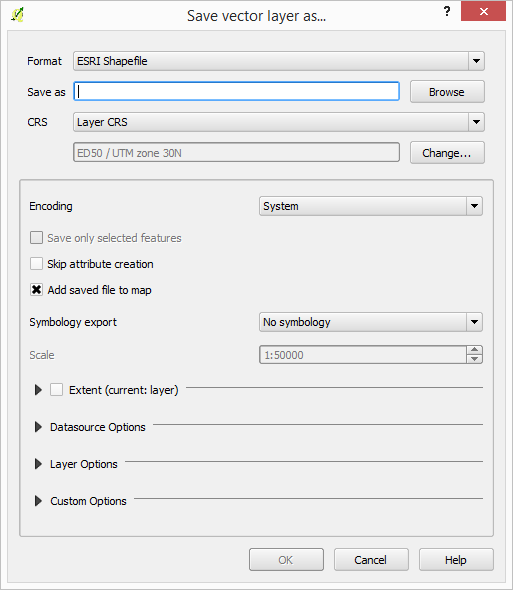 Save vector layer as...
?
Format ESRI Shapefile
Save as Browse
CRS Layer CRS
ED50 / UTM zone 30N Change...
Encoding System
Save only selected features
Skip attribute creation
Add saved file to map
Symbology export No symbology
Scale 1:50000
Extent (current: layer)
Datasource Options
Layer Options
Custom Options
OK Cancel Help